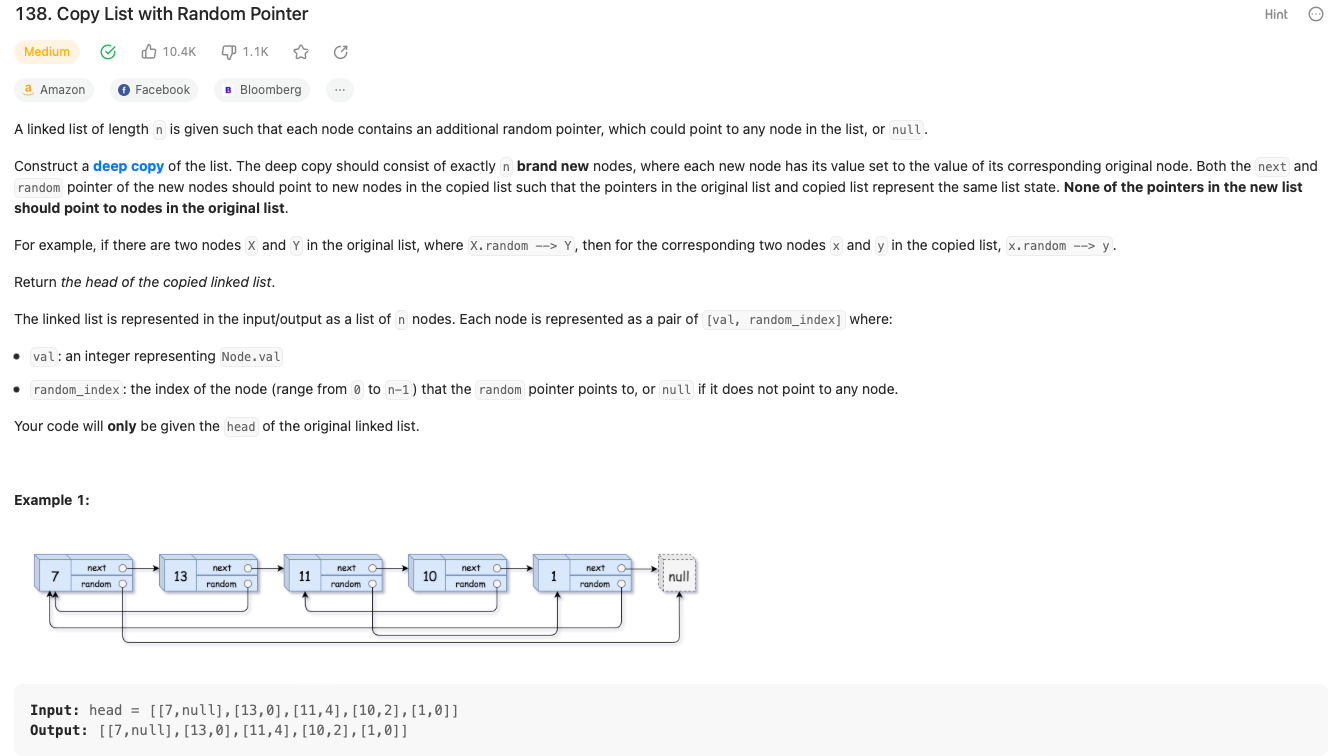 138. Copy List with Random Pointer Hint
Medium 10.4K 1.1K
a Amazon f Facebook B Bloomberg ...
A linked list of length n is given such that each node contains an additional random pointer, which could point to any node in the list, or null.
Construct a deep copy of the list. The deep copy should consist of exactly n brand new nodes, where each new node has its value set to the value of its corresponding original node. Both the next and
random pointer of the new nodes should point to new nodes in the copied list such that the pointers in the original list and copied list represent the same list state. None of the pointers in the new list
should point to nodes in the original list.
For example, if there are two nodes X and Y in the original list, where X.random --> Y, then for the corresponding two nodes x and y in the copied list, x.random --> y.
Return the head of the copied linked list.
The linked list is represented in the input/output as a list of n nodes. Each node is represented as a pair of [val, random_index] where:
• val: an integer representing Node.val
• random_index: the index of the node (range from 0 to n-1) that the random pointer points to, or null if it does not point to any node.
Your code will only be given the head of the original linked list.
Example 1:
7 next random 13 next random 11 next random 10 next random 1 next random null
Input: head = [[7,null],[13,0],[11,4],[10,2],[1,0]]
Output: [[7,null],[13,0],[11,4],[10,2],[1,0]]